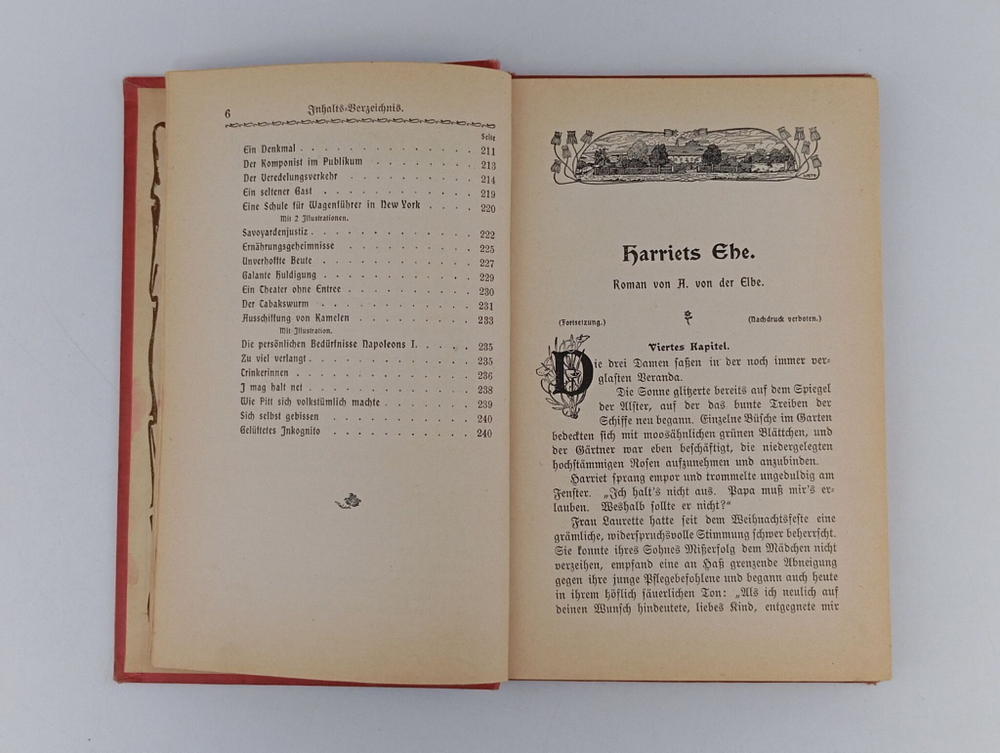 6
Inhalts-Verzeichnis.
Seite
Ein Denkmal . . . . . . . . . . . . 211
Der Komponist im Publikum . . . . . . . 213
Der Veredelungsverkehr . . . . . . . . . 214
Ein seltener Gast . . . . . . . . . . . 219
Eine Schule für Wagenführer in New York . . . . 220
Mit 2 Illustrationen.
Savoyardenjustiz . . . . . . . . . . . 222
Ernährungsgeheimnisse . . . . . . . . . 225
Unverhoffte Beute . . . . . . . . . . . 227
Galante Huldigung . . . . . . . . . . . 229
Ein Theater ohne Entree . . . . . . . . . 230
Der Tabakswurm . . . . . . . . . . . 231
Ausschiffung von Kamelen . . . . . . . . 233
Mit Illustration.
Die persönlichen Bedürfnisse Napoleons I. . . . . 235
Zu viel verlangt . . . . . . . . . . . 235
Trinkerinnen . . . . . . . . . . . . 236
J mag halt net . . . . . . . . . . . . 238
Wie Pitt sich volkstümlich machte . . . . . . 239
Sich selbst gebissen . . . . . . . . . . 240
Gelüftetes Inkognito . . . . . . . . . . 240
Harriets Ehe.
Roman von A. von der Elbe.
(Fortsetzung.) (Nachdruck verboten.)
Viertes Kapitel.
Die drei Damen saßen in der noch immer ver-
glasten Veranda.
Die Sonne glitzerte bereits auf dem Spiegel
der Alster, auf der das bunte Treiben der
Schiffe neu begann. Einzelne Büsche im Garten
bedeckten sich mit moosähnlichen grünen Blättchen, und
der Gärtner war eben beschäftigt, die niedergelegten
hochstämmigen Rosen aufzunehmen und anzubinden.
Harriet sprang empor und trommelte ungeduldig am
Fenster. „Ich halt's nicht aus. Papa muß mir's er-
lauben. Weshalb sollte er nicht?“
Frau Laurette hatte seit dem Weihnachtsfeste eine
grämliche, widerspruchsvolle Stimmung schwer beherrscht.
Sie konnte ihres Sohnes Mißerfolg dem Mädchen nicht
verzeihen, empfand eine an Haß grenzende Abneigung
gegen ihre junge Pflegebefohlene und begann auch heute
in ihrem höflich säuerlichen Ton: „Als ich neulich auf
deinen Wunsch hindeutete, liebes Kind, entgegnete mir